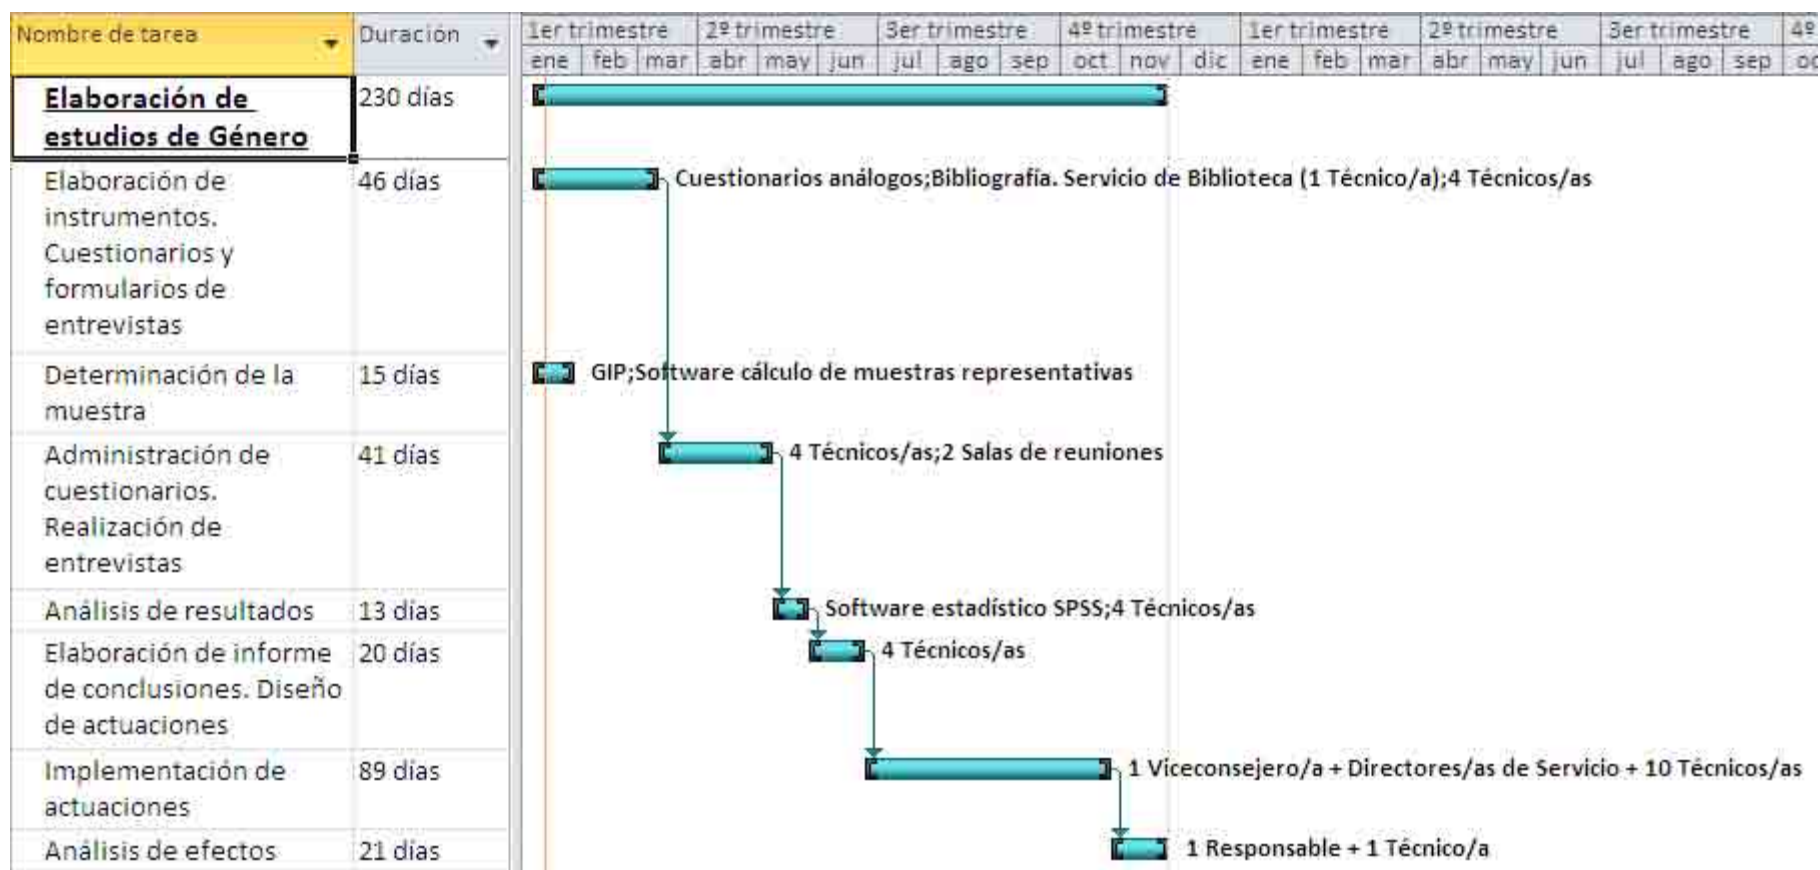 Nombre de tarea Duración 1er trimestre 2º trimestre 3er trimestre 4º trimestre 1er trimestre 2º trimestre 3er trimestre 4º
ene feb mar abr may jun jul ago sep oct nov dic ene feb mar abr may jun jul ago sep oc
Elaboración de 230 días
estudios de Género
Elaboración de 46 días Cuestionarios análogos;Bibliografía. Servicio de Biblioteca (1 Técnico/a);4 Técnicos/as
instrumentos.
Cuestionarios y
formularios de
entrevistas
Determinación de la 15 días GIP;Software cálculo de muestras representativas
muestra
Administración de 41 días 4 Técnicos/as;2 Salas de reuniones
cuestionarios.
Realización de
entrevistas
Análisis de resultados 13 días Software estadístico SPSS;4 Técnicos/as
Elaboración de informe 20 días 4 Técnicos/as
de conclusiones. Diseño
de actuaciones
Implementación de 89 días 1 Viceconsejero/a + Directores/as de Servicio + 10 Técnicos/as
actuaciones
Análisis de efectos 21 días 1 Responsable + 1 Técnico/a